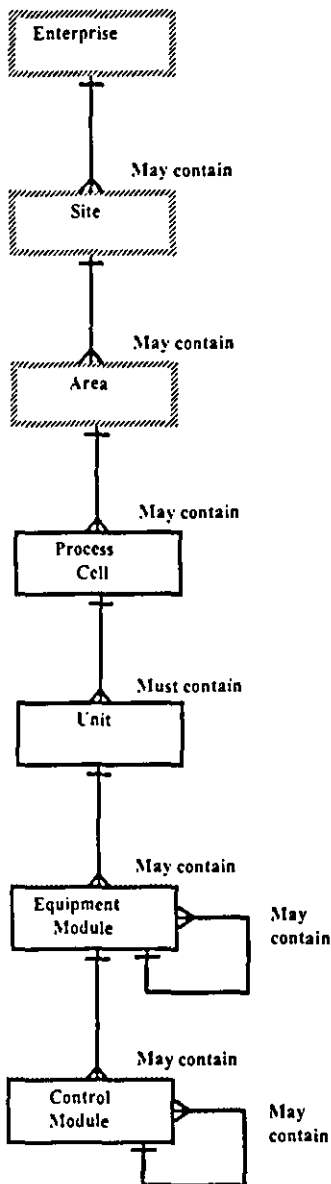 Enterprise
May contain
Site
May contain
Area
May contain
Process
Cell
Must contain
Unit
May contain
Equipment
Module
May
contain
May contain
Control
Module
May
contain